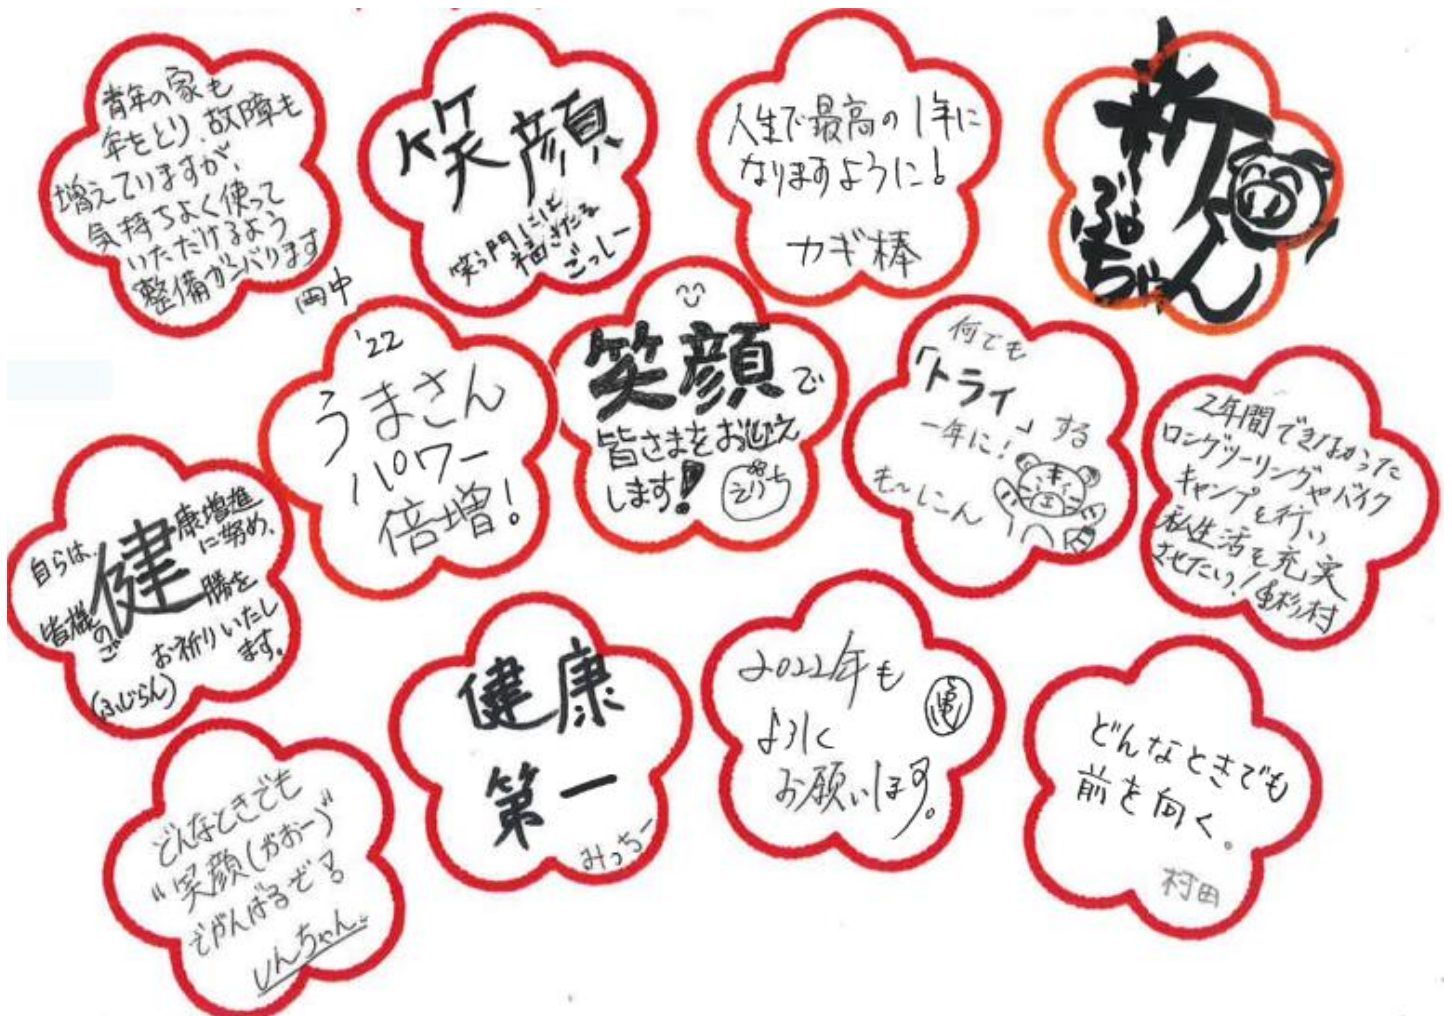 青年の家も
年をとり、故障も
増えていますが、
気持ちよく使って
いただけるよう
整備ガンバリます
笑顔
笑う門には
福きたる
ごっしー
人生で最高の1年に
なりますように!
カギ棒
ぶーちゃん
'22
うまさん
パワー
倍増!
笑顔で
皆さまをお迎え
します!
何でも
「トライ」する
一年に!
も〜しこん
2年間できなかった
ロングツーリングやバイク
キャンプを行い
私生活を充実
させたい!
杉村
自らは、健康増進
に努め、
皆様のご健勝を
お祈りいたし
ます。
(ふじらん)
健康
第一
みっちー
2022年も
よろしく
お願いします。
どんなときでも
前を向く。
村田
どんなときでも
"笑顔(がおー)"
でがんばるぞ!
しんちゃん